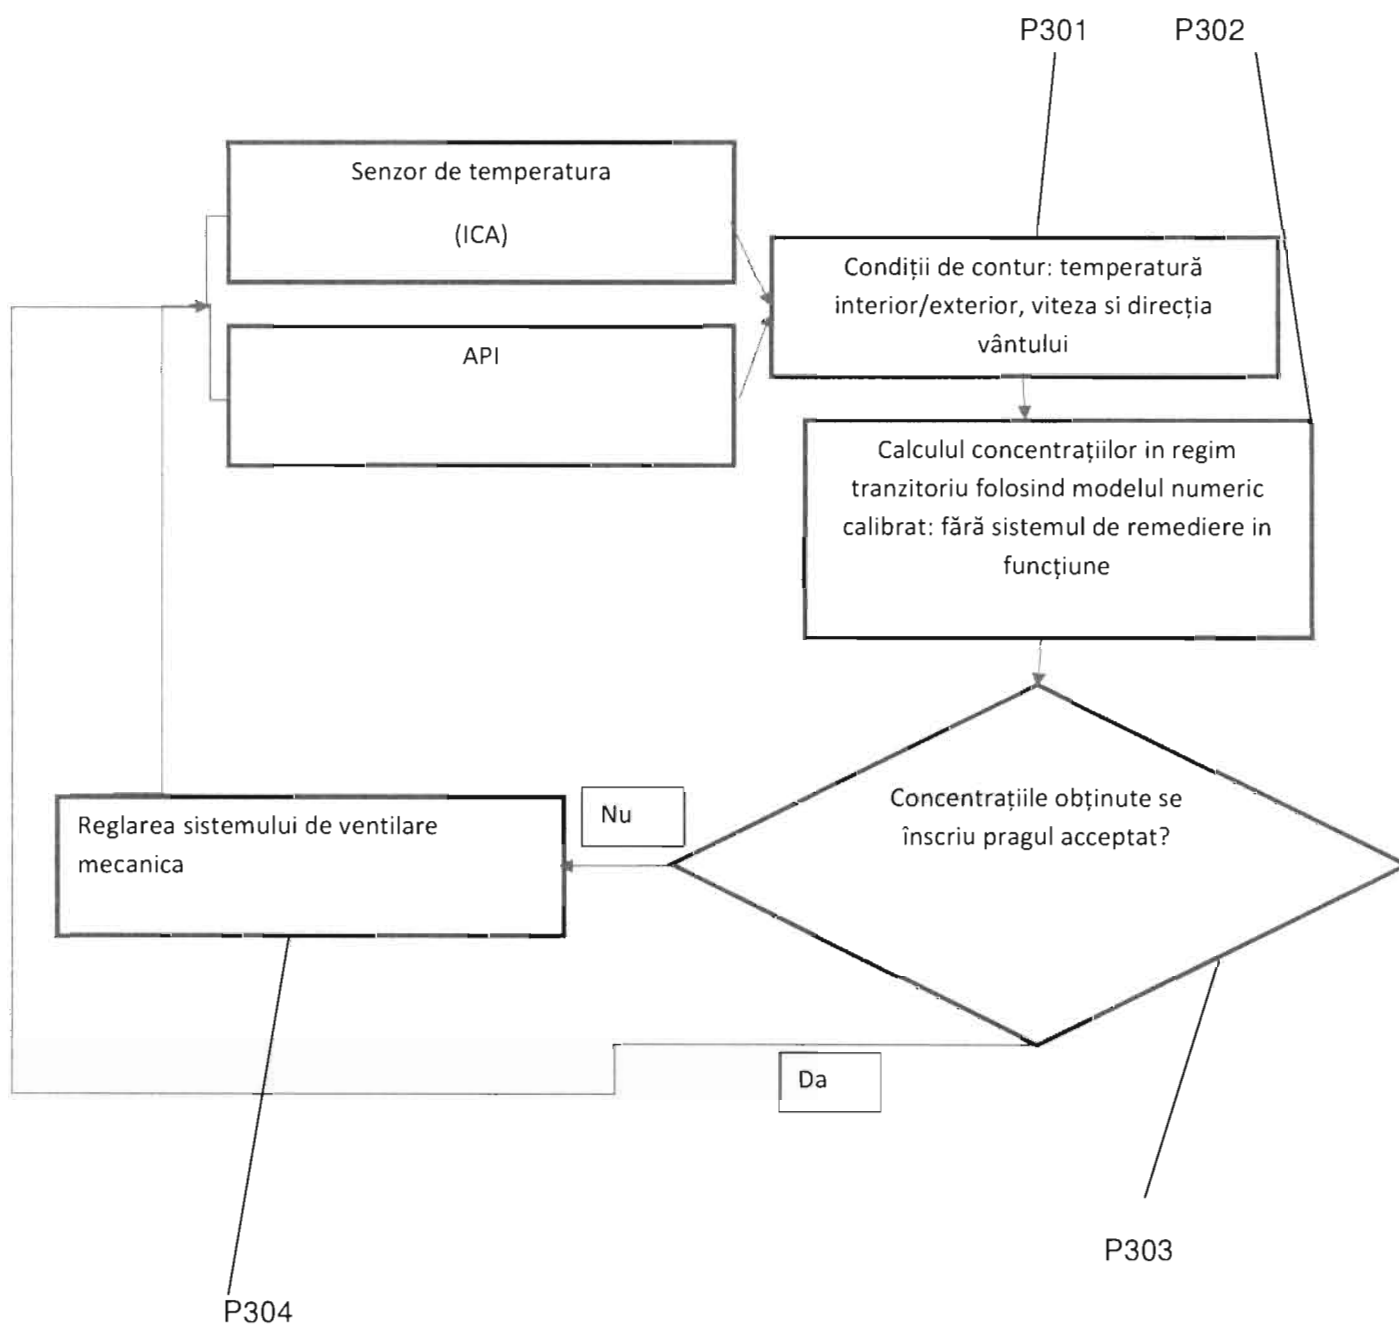 P301
P302
Senzor de temperatura
(ICA)
API
Condiții de contur: temperatură
interior/exterior, viteza si direcția
vântului
Calculul concentrațiilor in regim
tranzitoriu folosind modelul numeric
calibrat: fără sistemul de remediere in
funcțiune
Concentrațiile obținute se
înscriu pragul acceptat?
Nu
Reglarea sistemului de ventilare
mecanica
Da
P303
P304